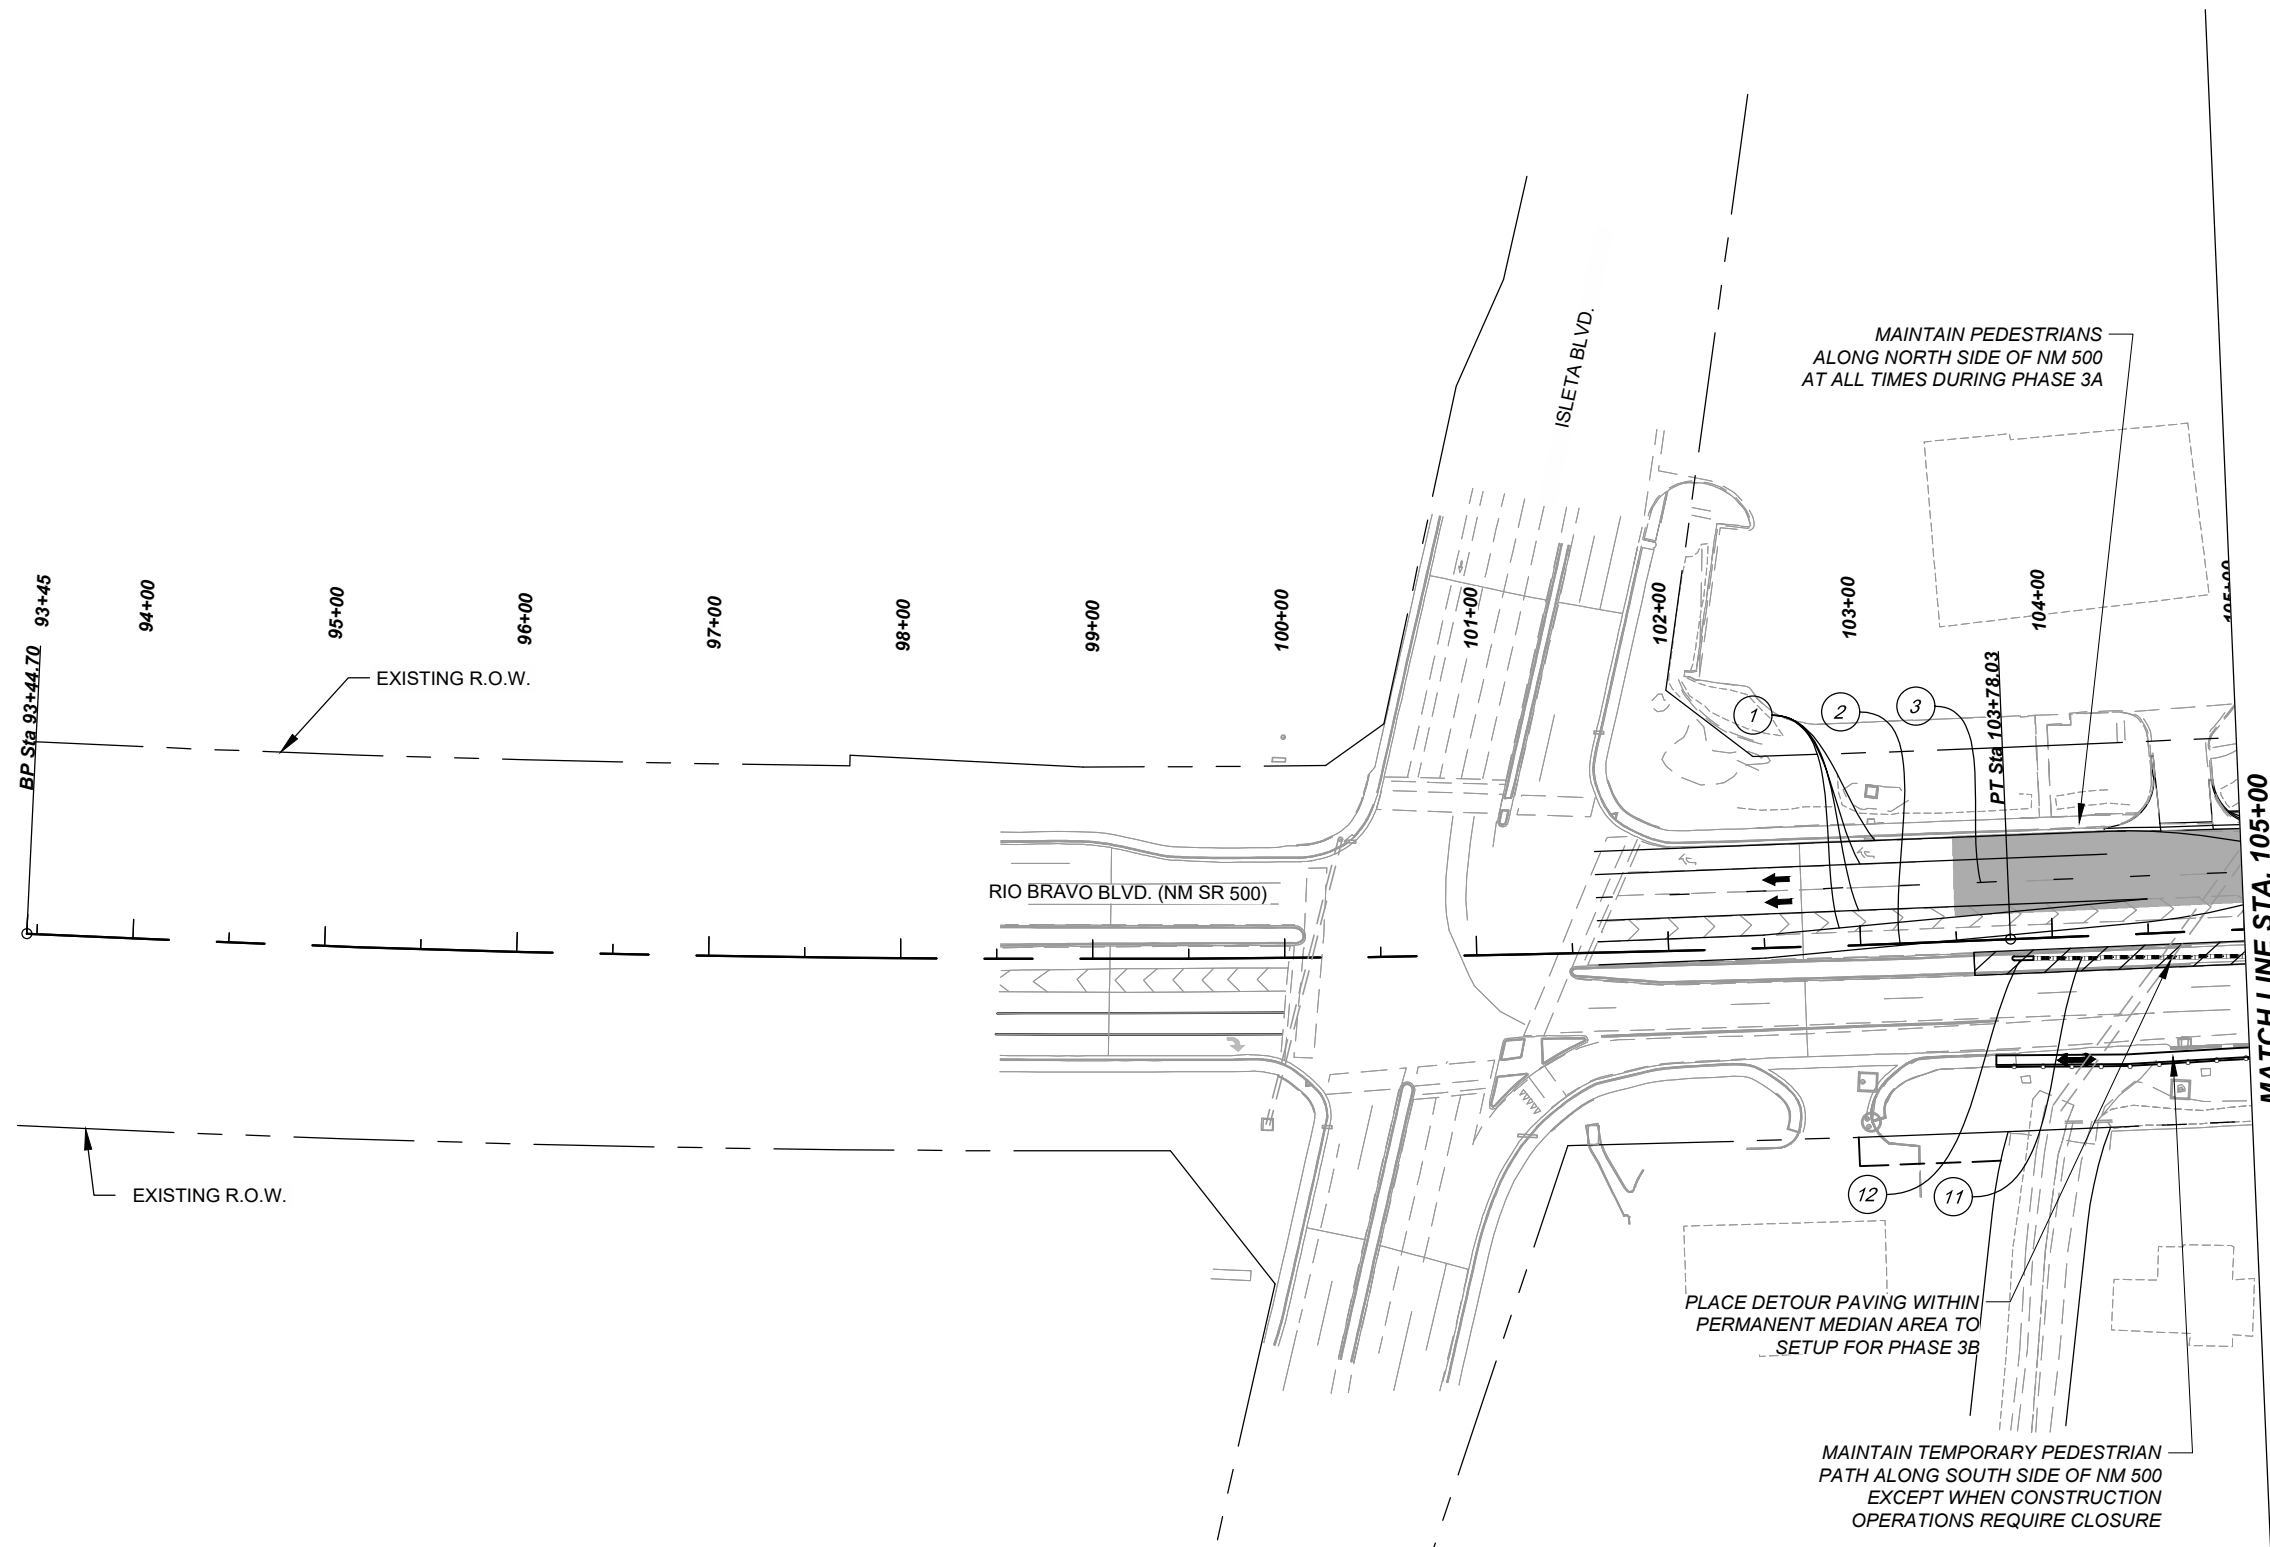 MAINTAIN PEDESTRIANS
ALONG NORTH SIDE OF NM 500
AT ALL TIMES DURING PHASE 3A
ISLETA BLVD.
93+45
94+00
95+00
96+00
97+00
98+00
99+00
100+00
101+00
102+00
103+00
104+00
105+00
BP Sta 93+44.70
EXISTING R.O.W.
PT Sta 103+78.03
1
2
3
RIO BRAVO BLVD. (NM SR 500)
MATCH LINE STA. 105+00
EXISTING R.O.W.
12
11
PLACE DETOUR PAVING WITHIN
PERMANENT MEDIAN AREA TO
SETUP FOR PHASE 3B
MAINTAIN TEMPORARY PEDESTRIAN
PATH ALONG SOUTH SIDE OF NM 500
EXCEPT WHEN CONSTRUCTION
OPERATIONS REQUIRE CLOSURE